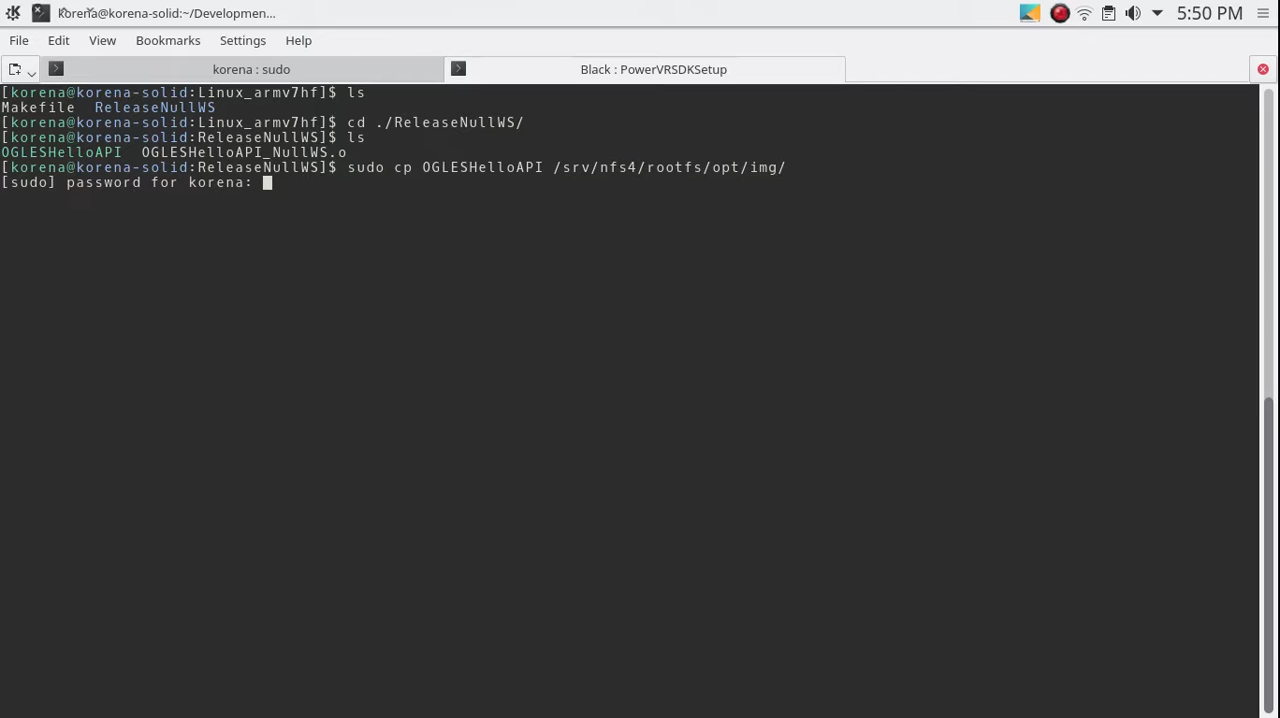 korena@korena-solid:~/Developmen...
5:50 PM
File Edit View Bookmarks Settings Help
korena : sudo
Black : PowerVRSDKSetup
[korena@korena-solid:Linux_armv7hf]$ ls
Makefile  ReleaseNullWS
[korena@korena-solid:Linux_armv7hf]$ cd ./ReleaseNullWS/
[korena@korena-solid:ReleaseNullWS]$ ls
OGLESHelloAPI  OGLESHelloAPI_NullWS.o
[korena@korena-solid:ReleaseNullWS]$ sudo cp OGLESHelloAPI /srv/nfs4/rootfs/opt/img/
[sudo] password for korena: